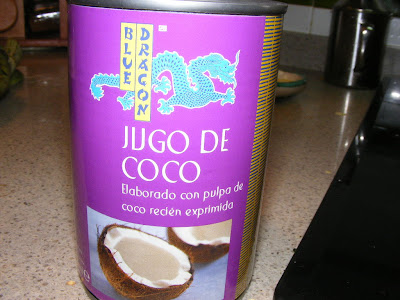 BLUE
DRAGON
JUGO DE
COCO
Elaborado con pulpa de
coco recién exprimida